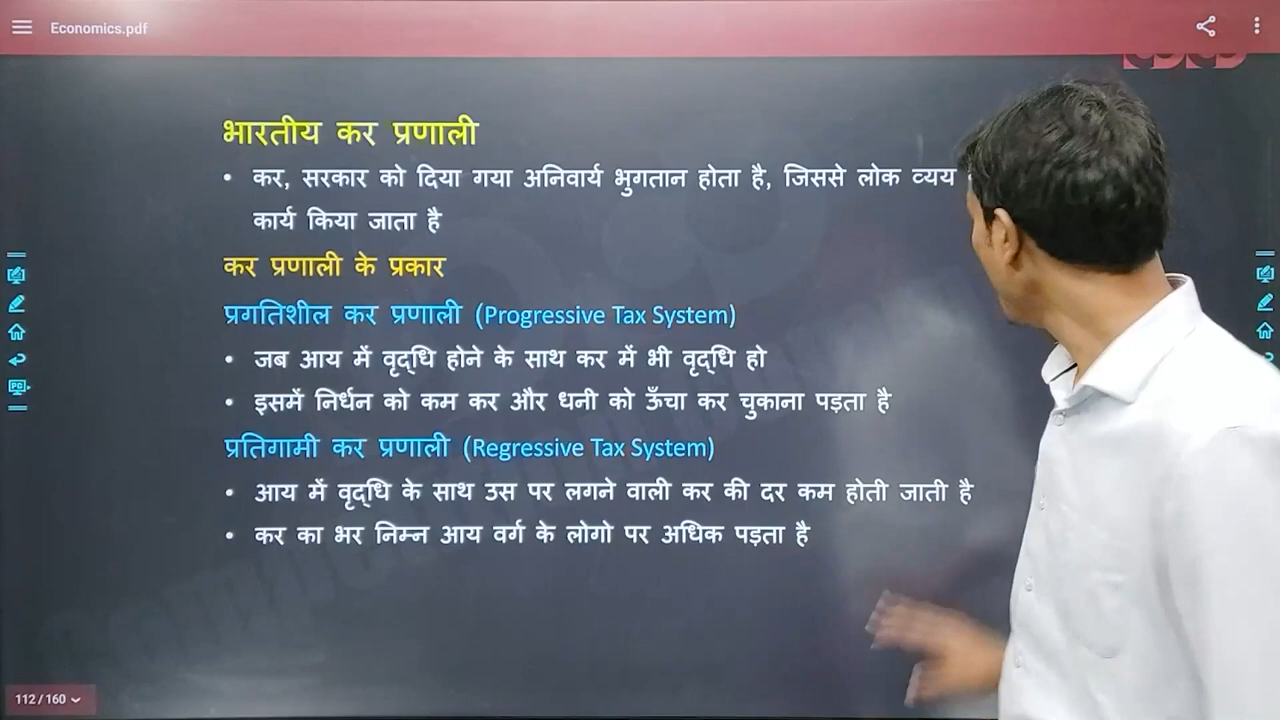 Economics.pdf
भारतीय कर प्रणाली
• कर, सरकार को दिया गया अनिवार्य भुगतान होता है, जिससे लोक व्यय
कार्य किया जाता है
कर प्रणाली के प्रकार
प्रगतिशील कर प्रणाली (Progressive Tax System)
• जब आय में वृद्धि होने के साथ कर में भी वृद्धि हो
• इसमें निर्धन को कम कर और धनी को ऊँचा कर चुकाना पड़ता है
प्रतिगामी कर प्रणाली (Regressive Tax System)
• आय में वृद्धि के साथ उस पर लगने वाली कर की दर कम होती जाती है
• कर का भर निम्न आय वर्ग के लोगो पर अधिक पड़ता है
112 / 160